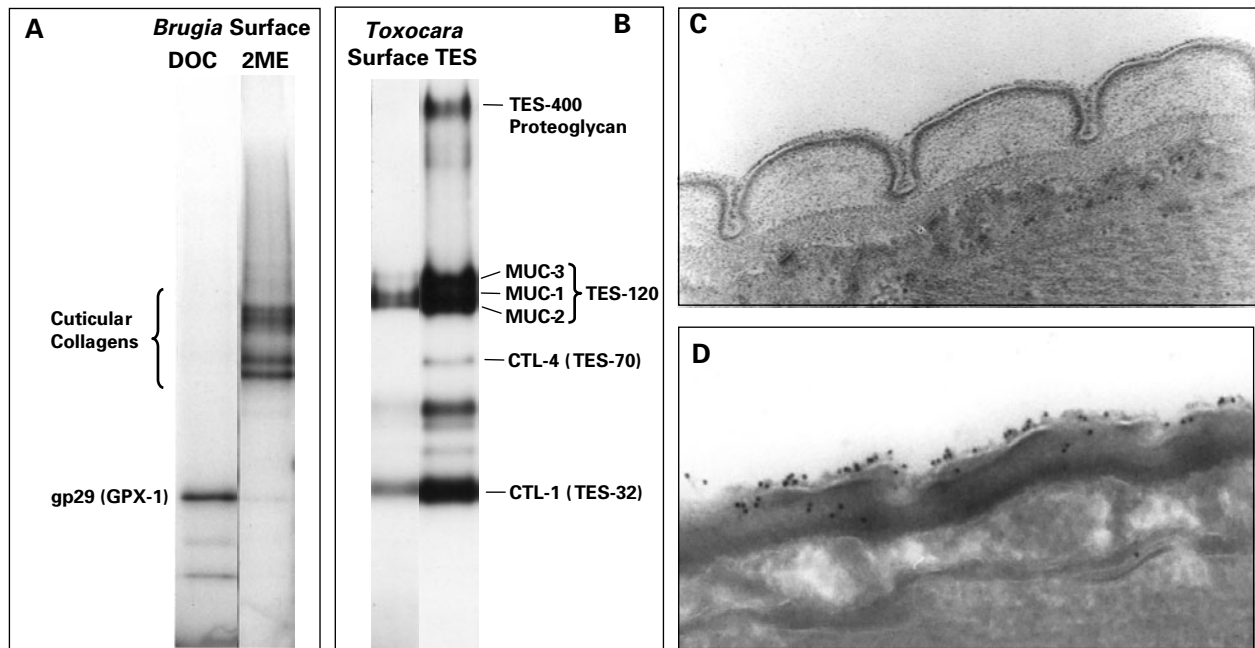 A
Brugia Surface
DOC 2ME
Cuticular
Collagens
gp29 (GPX-1)
B
Toxocara
Surface TES
TES-400
Proteoglycan
MUC-3
MUC-1
MUC-2
TES-120
CTL-4 (TES-70)
CTL-1 (TES-32)
C
D